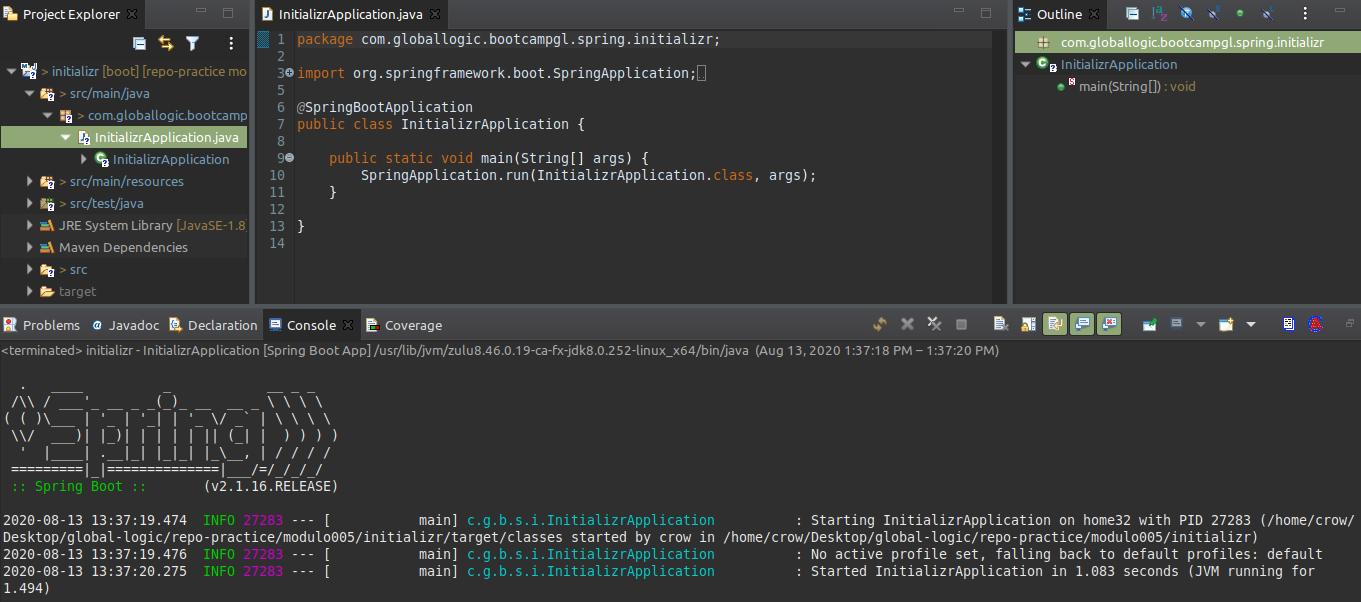 Project Explorer
> initializr [boot] [repo-practice mo
> src/main/java
> com.globallogic.bootcamp
InitializrApplication.java
InitializrApplication
> src/main/resources
> src/test/java
JRE System Library [JavaSE-1.8
Maven Dependencies
> src
target
InitializrApplication.java
1 package com.globallogic.bootcampgl.spring.initializr;
2
3 import org.springframework.boot.SpringApplication;
5
6 @SpringBootApplication
7 public class InitializrApplication {
8
9     public static void main(String[] args) {
10         SpringApplication.run(InitializrApplication.class, args);
11     }
12
13 }
14
Outline
com.globallogic.bootcampgl.spring.initializr
InitializrApplication
main(String[]) : void
Problems Javadoc Declaration Console Coverage
<terminated> initializr - InitializrApplication [Spring Boot App] /usr/lib/jvm/zulu8.46.0.19-ca-fx-jdk8.0.252-linux_x64/bin/java (Aug 13, 2020 1:37:18 PM – 1:37:20 PM)
  .   ____          _            __ _ _
 /\\ / ___'_ __ _ _(_)_ __  __ _ \ \ \ \
( ( )\___ | '_ | '_| | '_ \/ _` | \ \ \ \
 \\/  ___)| |_)| | | | | || (_| |  ) ) ) )
  '  |____| .__|_| |_|_| |_\__, | / / / /
 =========|_|==============|___/=/_/_/_/
 :: Spring Boot ::       (v2.1.16.RELEASE)
2020-08-13 13:37:19.474  INFO 27283 --- [           main] c.g.b.s.i.InitializrApplication          : Starting InitializrApplication on home32 with PID 27283 (/home/crow/
Desktop/global-logic/repo-practice/modulo005/initializr/target/classes started by crow in /home/crow/Desktop/global-logic/repo-practice/modulo005/initializr)
2020-08-13 13:37:19.476  INFO 27283 --- [           main] c.g.b.s.i.InitializrApplication          : No active profile set, falling back to default profiles: default
2020-08-13 13:37:20.275  INFO 27283 --- [           main] c.g.b.s.i.InitializrApplication          : Started InitializrApplication in 1.083 seconds (JVM running for
1.494)